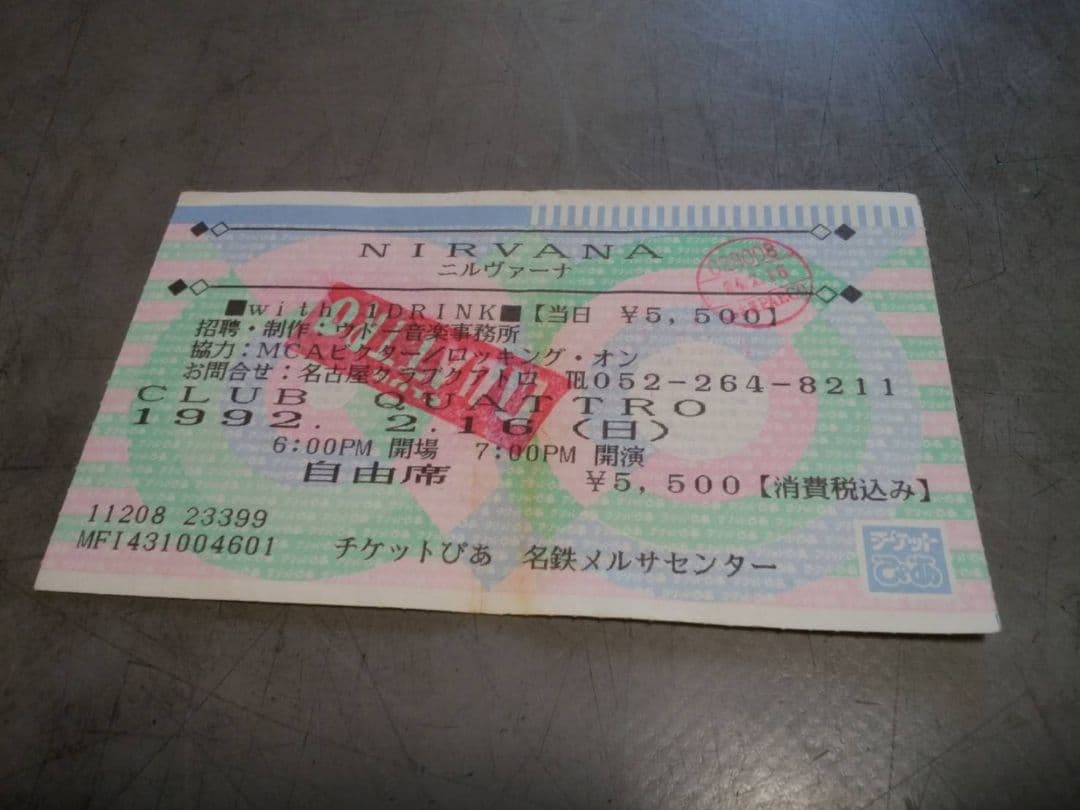 NIRVANA
ニルヴァーナ
■with 1DRINK■【当日 ¥5,500】
招聘・制作:ウドー音楽事務所
協力:MCAビクター/ロッキング・オン
お問合せ:名古屋クラブクアトロ ℡052-264-8211
CLUB QUATTRO
1992. 2.16(日)
6:00PM 開場 7:00PM 開演
自由席 ¥5,500【消費税込み】
11208 23399
MFI431004601 チケットぴあ 名鉄メルサセンター
チケット
ぴあ